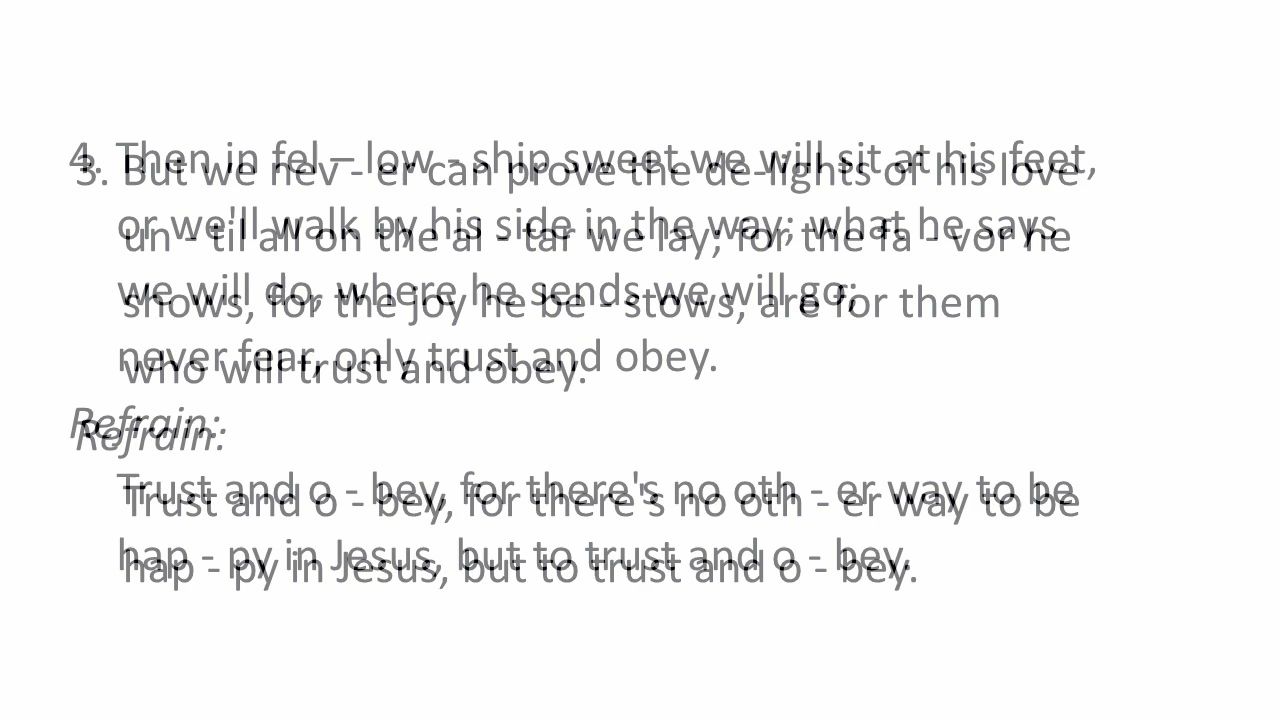 3. But we nev - er can prove the de-lights of his love
un - til all on the al - tar we lay; for the fa - vor he
shows, for the joy he be - stows, are for them
who will trust and obey.
Refrain:
Trust and o - bey, for there's no oth - er way to be
hap - py in Jesus, but to trust and o - bey.
4. Then in fel – low - ship sweet we will sit at his feet,
or we'll walk by his side in the way; what he says
we will do, where he sends we will go;
never fear, only trust and obey.
Refrain:
Trust and o - bey, for there's no oth - er way to be
hap - py in Jesus, but to trust and o - bey.